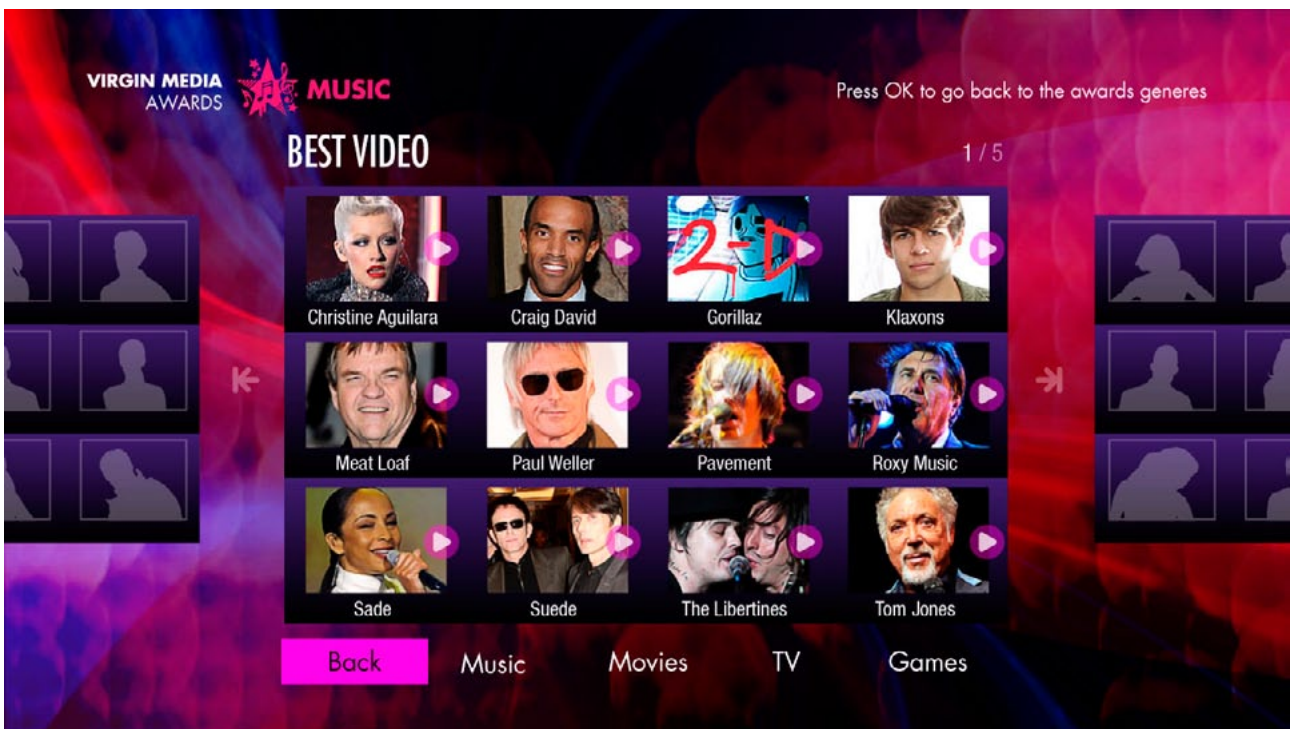 VIRGIN MEDIA
AWARDS
MUSIC
Press OK to go back to the awards generes
BEST VIDEO
1 / 5
2-D
Christine Aguilara
Craig David
Gorillaz
Klaxons
Meat Loaf
Paul Weller
Pavement
Roxy Music
Sade
Suede
The Libertines
Tom Jones
Back
Music
Movies
TV
Games